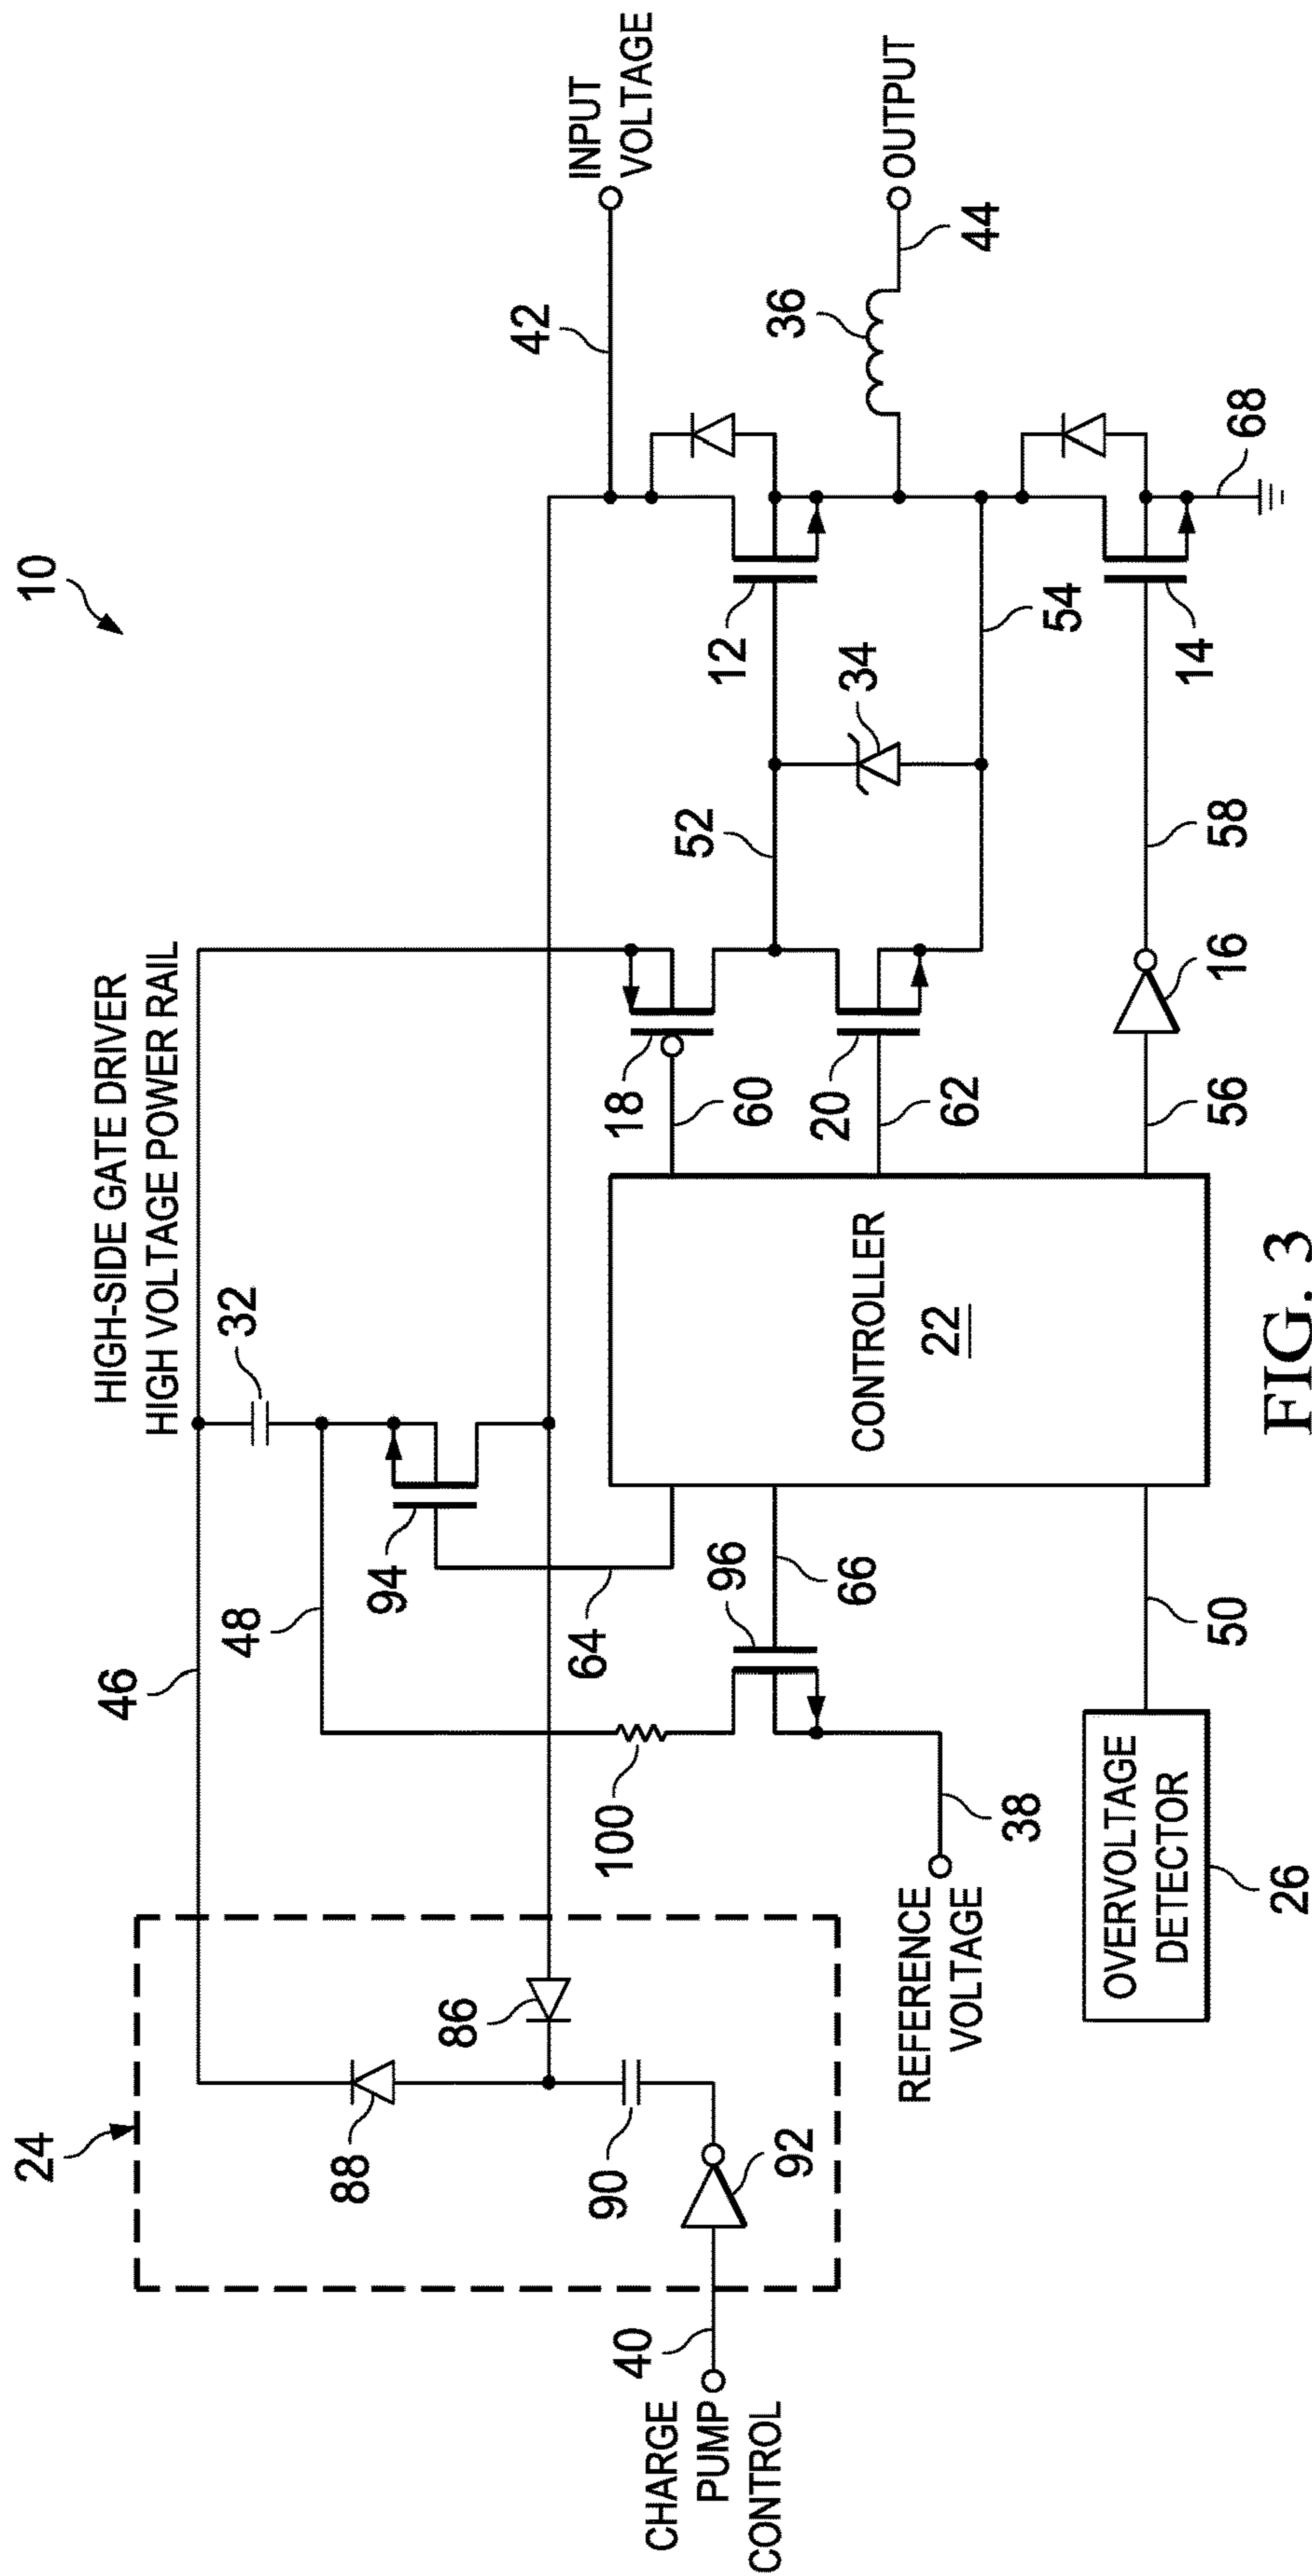 10
HIGH-SIDE GATE DRIVER
HIGH VOLTAGE POWER RAIL
24
46
32
48
88
94
86
42
INPUT
VOLTAGE
CHARGE
PUMP
CONTROL
40
90
92
100
64
96
66
18
60
52
12
34
36
OUTPUT
44
REFERENCE
VOLTAGE
38
CONTROLLER
22
20
62
54
OVERVOLTAGE
DETECTOR
26
50
56
16
58
14
68
FIG. 3